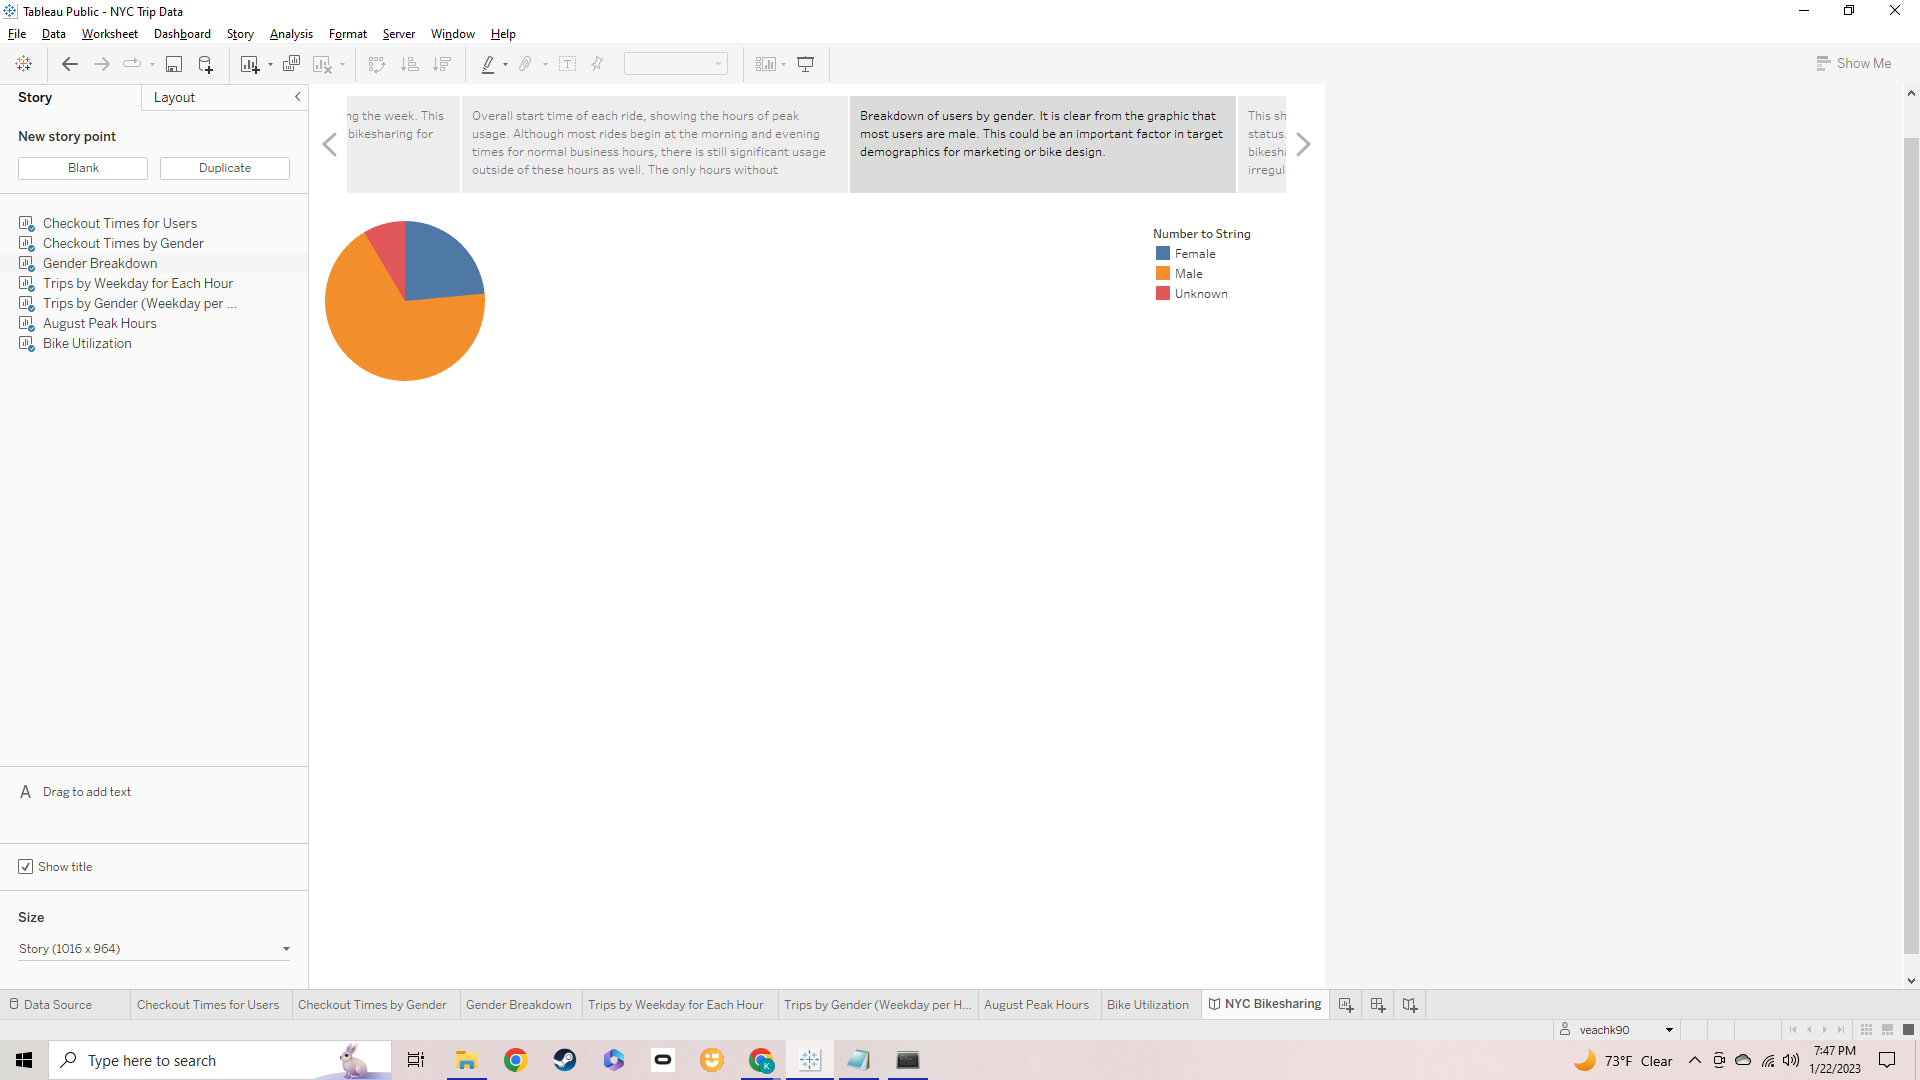 Tableau Public - NYC Trip Data
File Data Worksheet Dashboard Story Analysis Format Server Window Help
Show Me
Story Layout
New story point
Blank Duplicate
Checkout Times for Users
Checkout Times by Gender
Gender Breakdown
Trips by Weekday for Each Hour
Trips by Gender (Weekday per ...
August Peak Hours
Bike Utilization
A Drag to add text
Show title
Size
Story (1016 x 964)
ng the week. This
bikesharing for
Overall start time of each ride, showing the hours of peak
usage. Although most rides begin at the morning and evening
times for normal business hours, there is still significant usage
outside of these hours as well. The only hours without
Breakdown of users by gender. It is clear from the graphic that
most users are male. This could be an important factor in target
demographics for marketing or bike design.
This sh
status.
bikesha
irregul
Number to String
Female
Male
Unknown
Data Source Checkout Times for Users Checkout Times by Gender Gender Breakdown Trips by Weekday for Each Hour Trips by Gender (Weekday per H... August Peak Hours Bike Utilization NYC Bikesharing
veachk90
Type here to search
73°F Clear
7:47 PM
1/22/2023